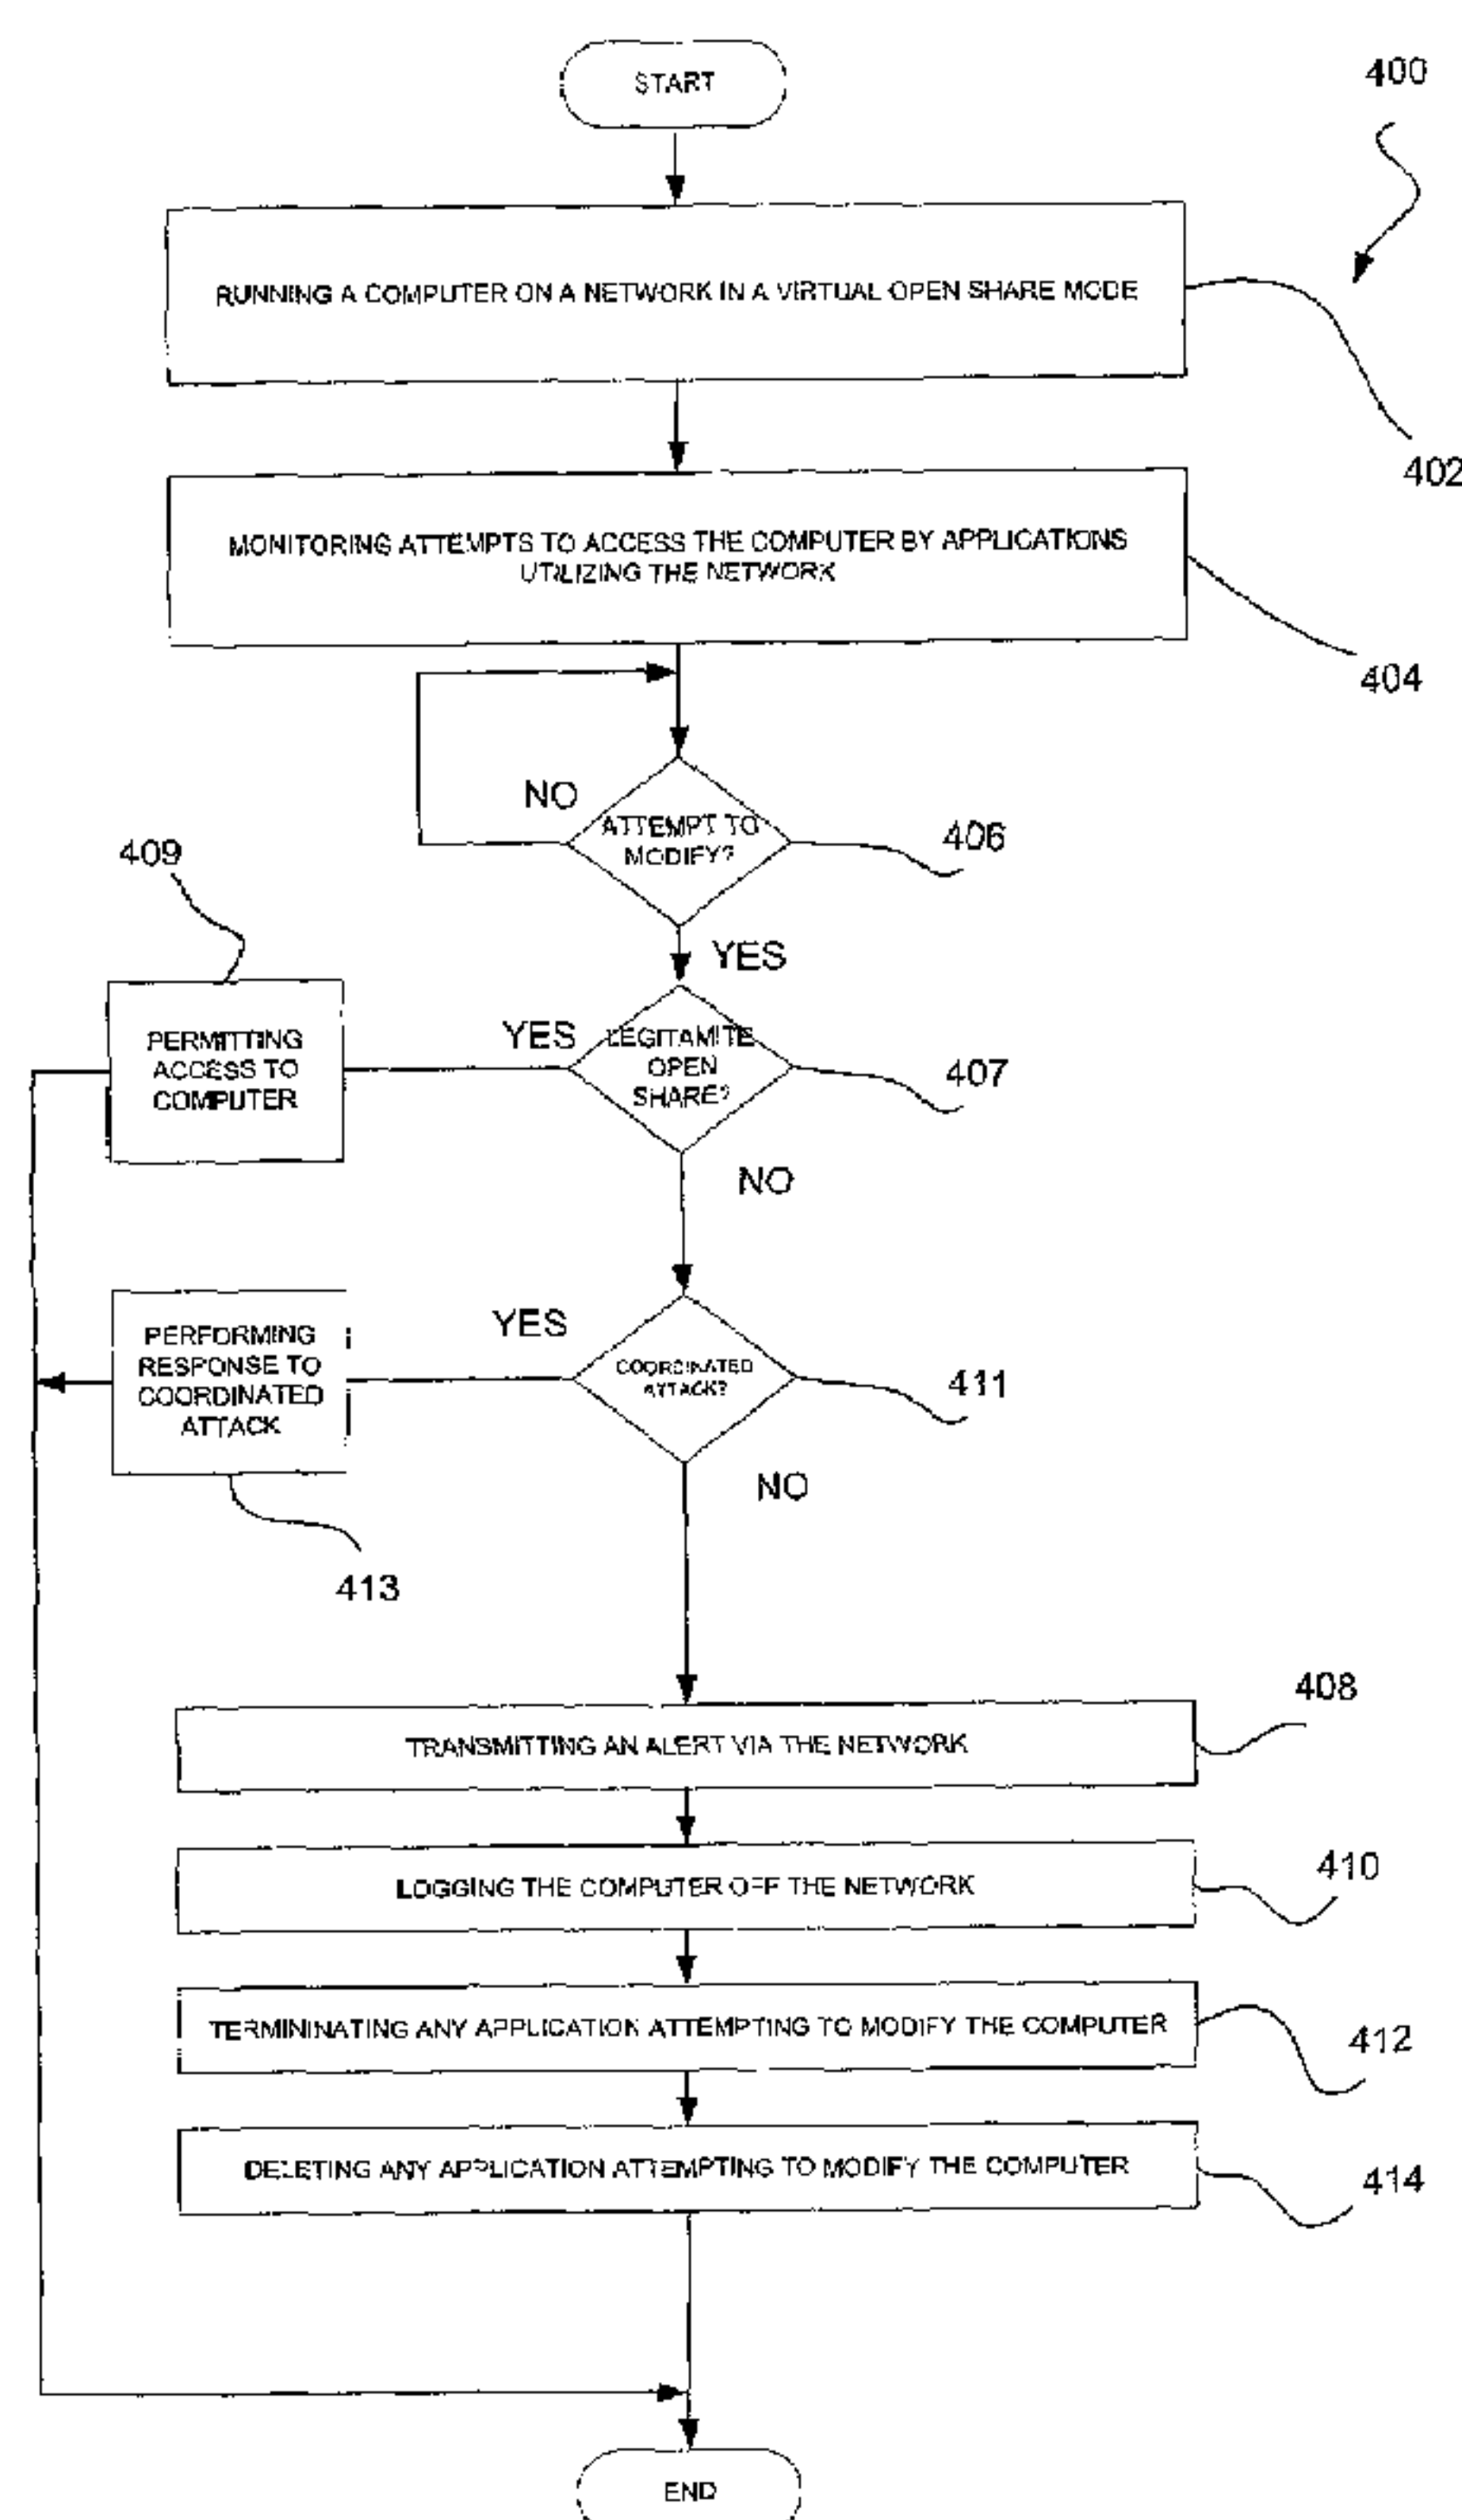 START
400
RUNNING A COMPUTER ON A NETWORK IN A VIRTUAL OPEN SHARE MODE
402
MONITORING ATTEMPTS TO ACCESS THE COMPUTER BY APPLICATIONS
UTILIZING THE NETWORK
404
NO
ATTEMPT TO
MODIFY?
406
YES
409
PERMITTING
ACCESS TO
COMPUTER
YES
LEGITAMITE
OPEN
SHARE?
407
NO
PERFORMING
RESPONSE TO
COORDINATED
ATTACK
YES
COORDINATED
ATTACK?
411
NO
413
408
TRANSMITTING AN ALERT VIA THE NETWORK
LOGGING THE COMPUTER OFF THE NETWORK
410
TERMININATING ANY APPLICATION ATTEMPTING TO MODIFY THE COMPUTER
412
DELETING ANY APPLICATION ATTEMPTING TO MODIFY THE COMPUTER
414
END